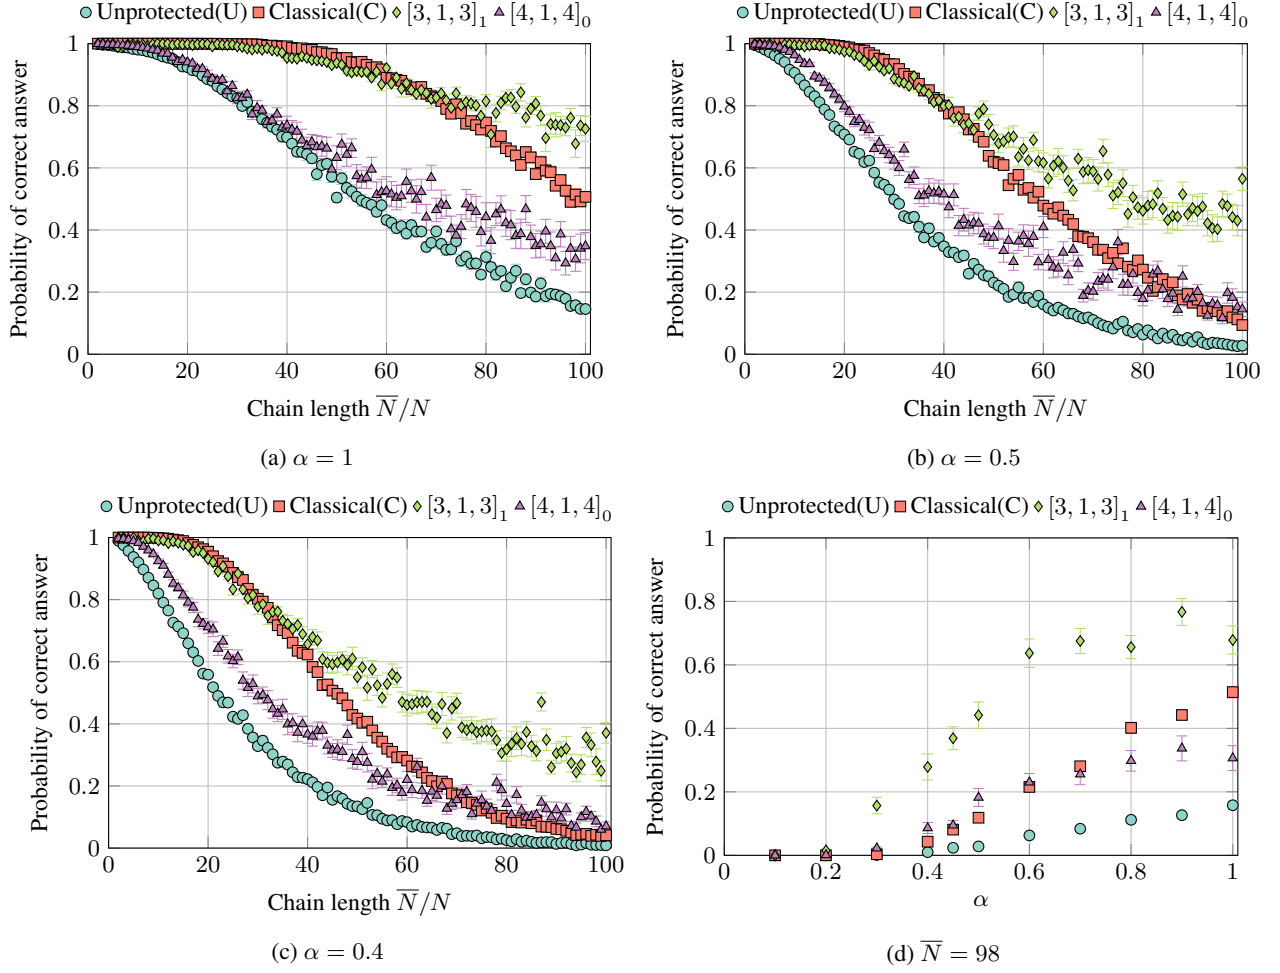 Unprotected(U) Classical(C) [3, 1, 3]₁ [4, 1, 4]₀
Probability of correct answer
1
0.8
0.6
0.4
0.2
0
0 20 40 60 80 100
Chain length N̅/N
(a) α = 1
Unprotected(U) Classical(C) [3, 1, 3]₁ [4, 1, 4]₀
Probability of correct answer
1
0.8
0.6
0.4
0.2
0
0 20 40 60 80 100
Chain length N̅/N
(b) α = 0.5
Unprotected(U) Classical(C) [3, 1, 3]₁ [4, 1, 4]₀
Probability of correct answer
1
0.8
0.6
0.4
0.2
0
0 20 40 60 80 100
Chain length N̅/N
(c) α = 0.4
Unprotected(U) Classical(C) [3, 1, 3]₁ [4, 1, 4]₀
Probability of correct answer
1
0.8
0.6
0.4
0.2
0
0 0.2 0.4 0.6 0.8 1
α
(d) N̅ = 98